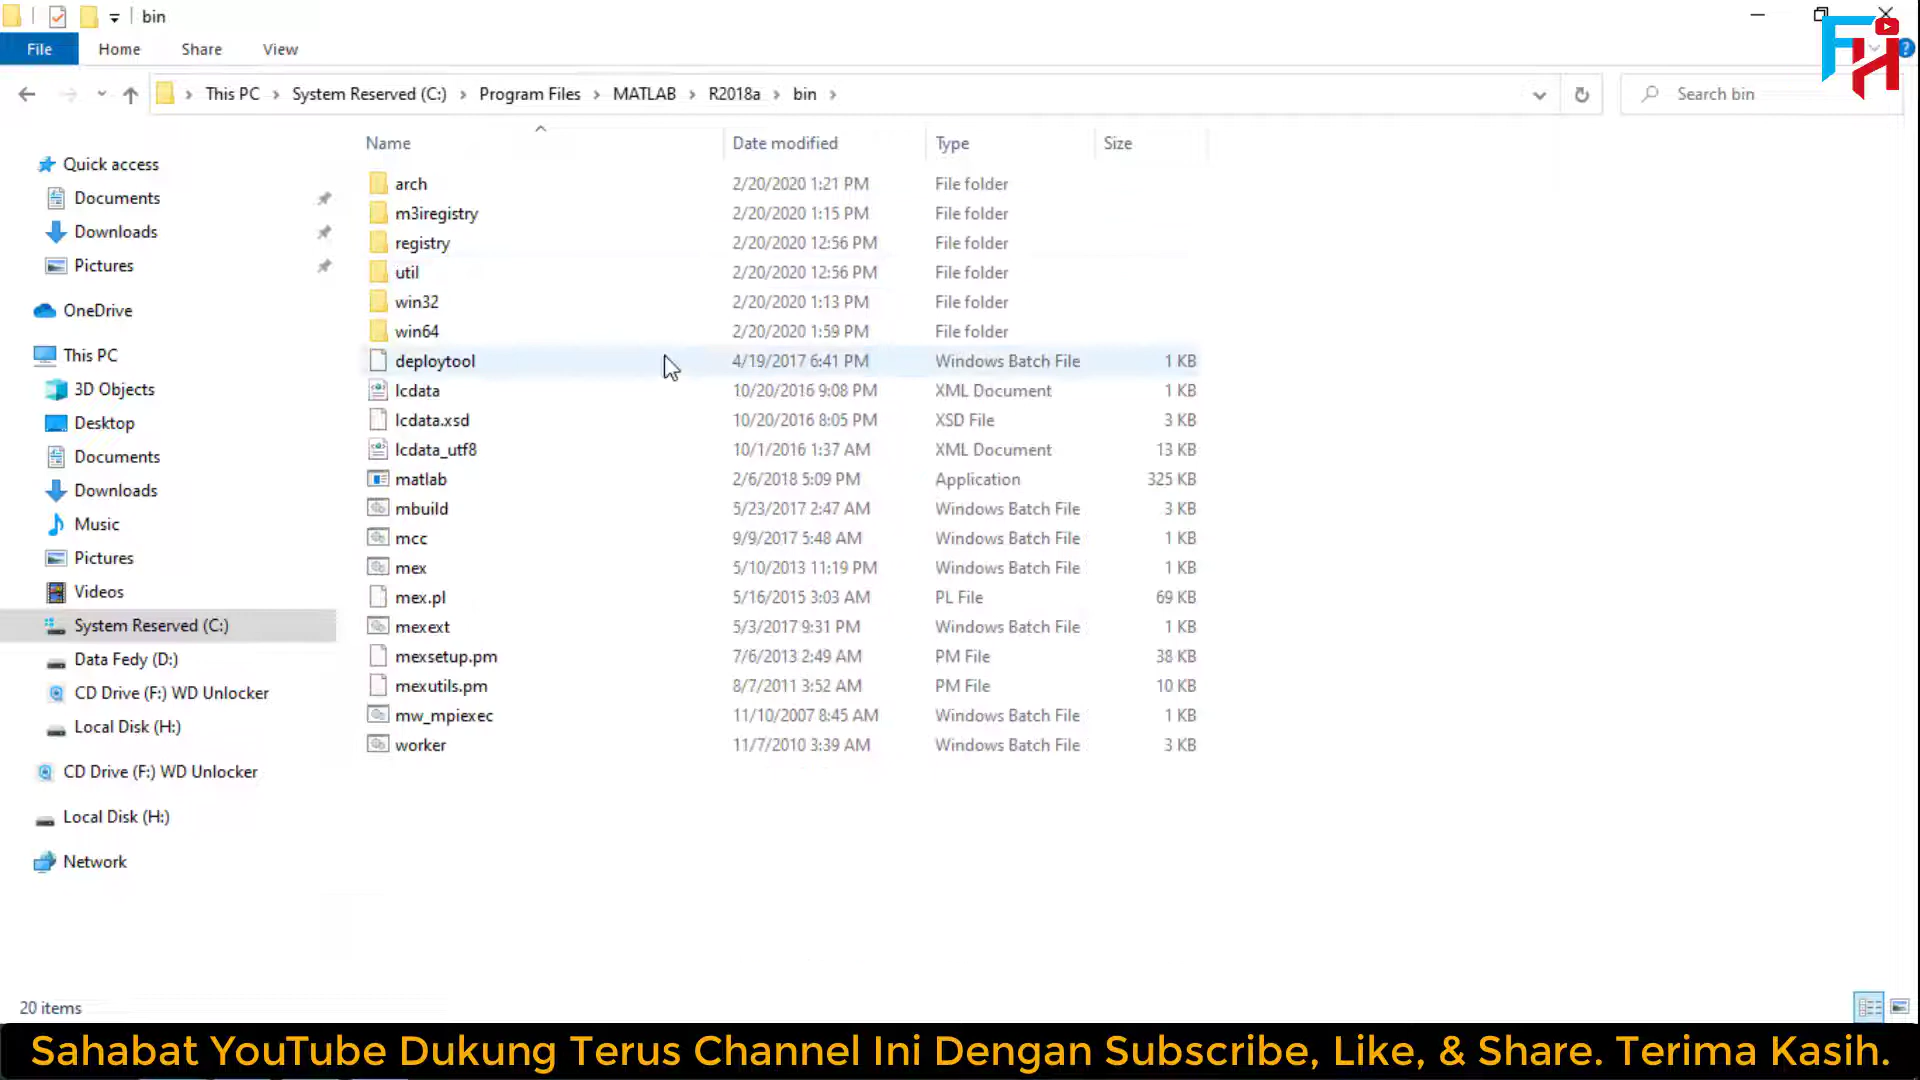 bin
File Home Share View
This PC System Reserved (C:) Program Files MATLAB R2018a bin Search bin
FH
Name Date modified Type Size
Quick access
Documents
Downloads
Pictures
OneDrive
This PC
3D Objects
Desktop
Documents
Downloads
Music
Pictures
Videos
System Reserved (C:)
Data Fedy (D:)
CD Drive (F:) WD Unlocker
Local Disk (H:)
CD Drive (F:) WD Unlocker
Local Disk (H:)
Network
arch 2/20/2020 1:21 PM File folder
m3iregistry 2/20/2020 1:15 PM File folder
registry 2/20/2020 12:56 PM File folder
util 2/20/2020 12:56 PM File folder
win32 2/20/2020 1:13 PM File folder
win64 2/20/2020 1:59 PM File folder
deploytool 4/19/2017 6:41 PM Windows Batch File 1 KB
lcdata 10/20/2016 9:08 PM XML Document 1 KB
lcdata.xsd 10/20/2016 8:05 PM XSD File 3 KB
lcdata_utf8 10/1/2016 1:37 AM XML Document 13 KB
matlab 2/6/2018 5:09 PM Application 325 KB
mbuild 5/23/2017 2:47 AM Windows Batch File 3 KB
mcc 9/9/2017 5:48 AM Windows Batch File 1 KB
mex 5/10/2013 11:19 PM Windows Batch File 1 KB
mex.pl 5/16/2015 3:03 AM PL File 69 KB
mexext 5/3/2017 9:31 PM Windows Batch File 1 KB
mexsetup.pm 7/6/2013 2:49 AM PM File 38 KB
mexutils.pm 8/7/2011 3:52 AM PM File 10 KB
mw_mpiexec 11/10/2007 8:45 AM Windows Batch File 1 KB
worker 11/7/2010 3:39 AM Windows Batch File 3 KB
20 items
Sahabat YouTube Dukung Terus Channel Ini Dengan Subscribe, Like, & Share. Terima Kasih.